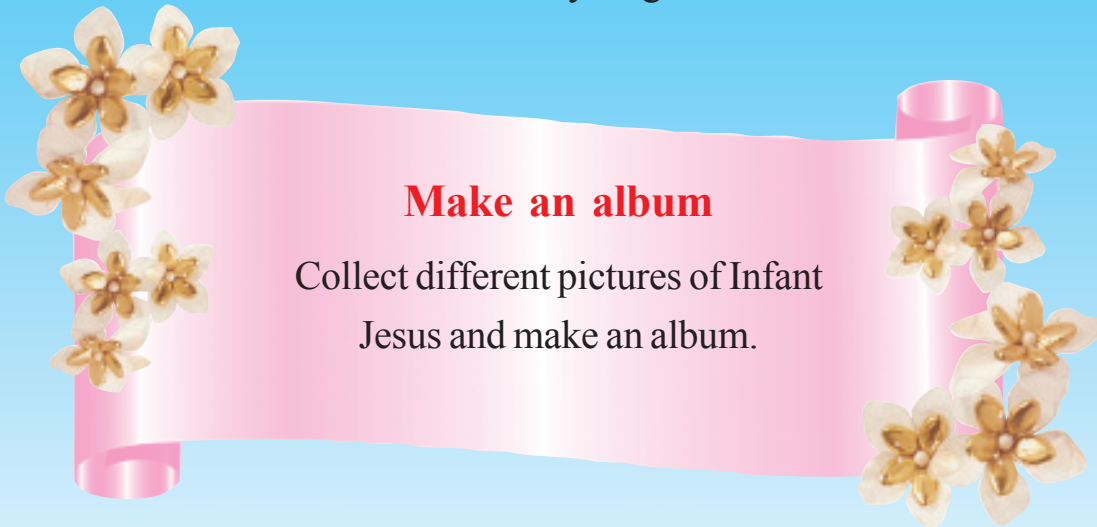 Make an album
Collect different pictures of Infant
Jesus and make an album.